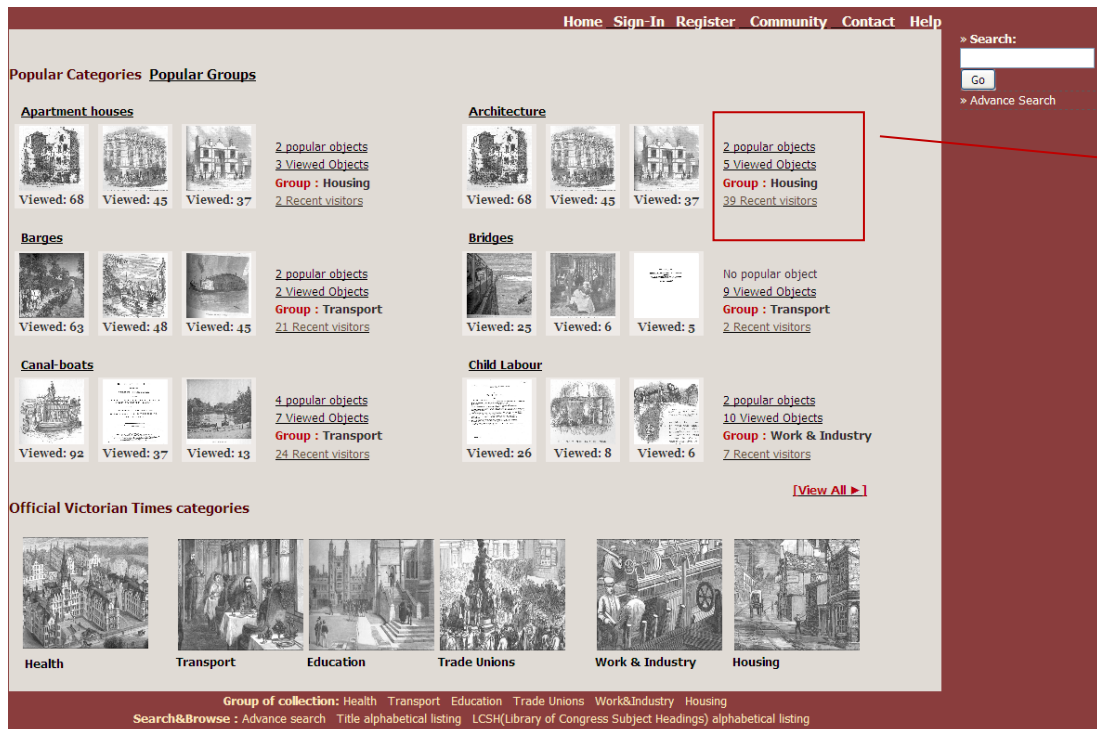 Home Sign-In Register Community Contact Help
» Search:
Go
» Advance Search
Popular Categories Popular Groups
Apartment houses
Viewed: 68 Viewed: 45 Viewed: 37
2 popular objects
3 Viewed Objects
Group : Housing
2 Recent visitors
Architecture
Viewed: 68 Viewed: 45 Viewed: 37
2 popular objects
5 Viewed Objects
Group : Housing
39 Recent visitors
Barges
Viewed: 63 Viewed: 48 Viewed: 45
2 popular objects
2 Viewed Objects
Group : Transport
21 Recent visitors
Bridges
Viewed: 25 Viewed: 6 Viewed: 5
No popular object
9 Viewed Objects
Group : Transport
2 Recent visitors
Canal-boats
Viewed: 92 Viewed: 37 Viewed: 13
4 popular objects
7 Viewed Objects
Group : Transport
24 Recent visitors
Child Labour
Viewed: 26 Viewed: 8 Viewed: 6
2 popular objects
10 Viewed Objects
Group : Work & Industry
7 Recent visitors
[View All ►]
Official Victorian Times categories
Health Transport Education Trade Unions Work & Industry Housing
Group of collection: Health Transport Education Trade Unions Work&Industry Housing
Search&Browse : Advance search Title alphabetical listing LCSH(Library of Congress Subject Headings) alphabetical listing